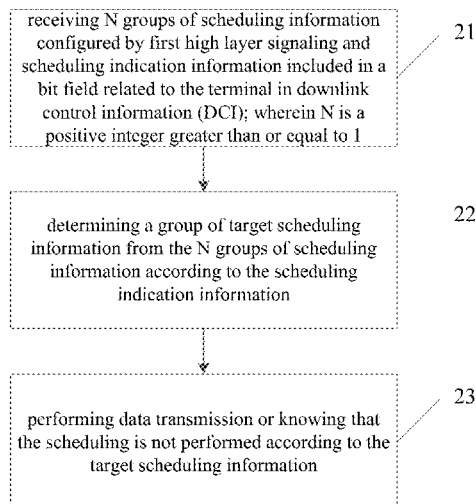 receiving N groups of scheduling information
configured by first high layer signaling and
scheduling indication information included in a
bit field related to the terminal in downlink
control information (DCI); wherein N is a
positive integer greater than or equal to 1
21
determining a group of target scheduling
information from the N groups of scheduling
information according to the scheduling
indication information
22
performing data transmission or knowing that
the scheduling is not performed according to the
target scheduling information
23